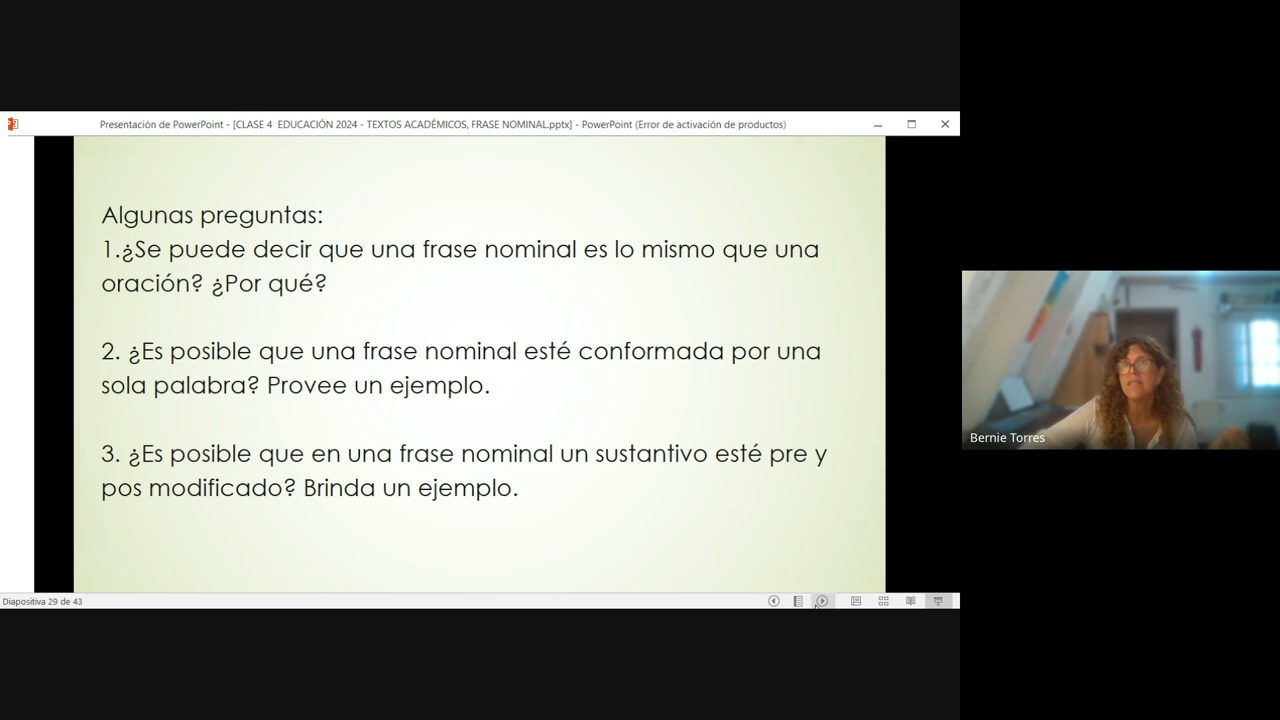 Presentación de PowerPoint - [CLASE 4 EDUCACIÓN 2024 - TEXTOS ACADÉMICOS, FRASE NOMINAL.pptx] - PowerPoint (Error de activación de productos)
Algunas preguntas:
1.¿Se puede decir que una frase nominal es lo mismo que una
oración? ¿Por qué?
2. ¿Es posible que una frase nominal esté conformada por una
sola palabra? Provee un ejemplo.
3. ¿Es posible que en una frase nominal un sustantivo esté pre y
pos modificado? Brinda un ejemplo.
Bernie Torres
Diapositiva 29 de 43